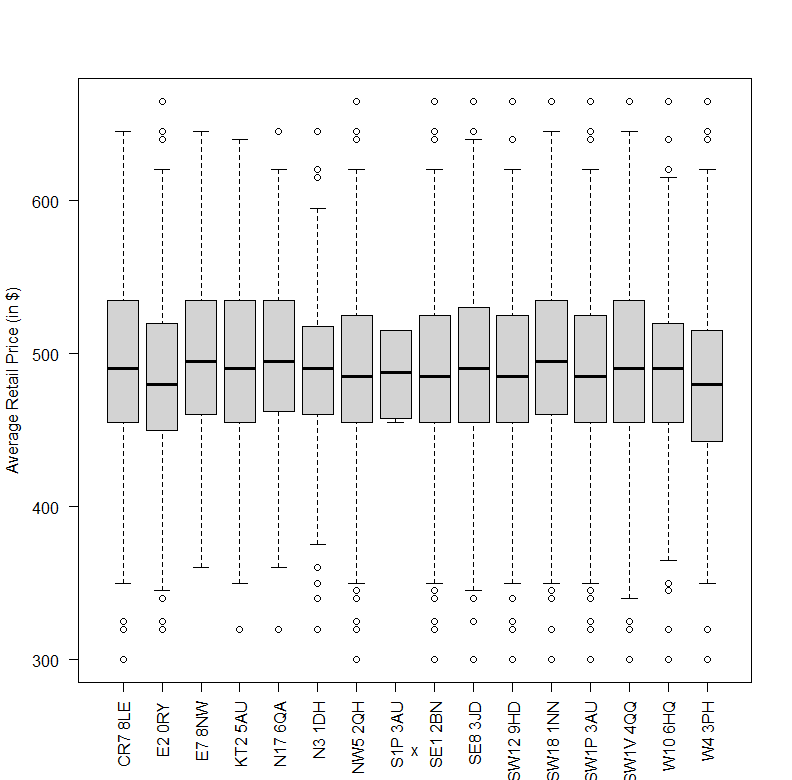 Average Retail Price (in $)
600
500
400
300
CR7 8LE
E2 0RY
E7 8NW
KT2 5AU
N17 6QA
N3 1DH
NW5 2QH
S1P 3AU
SE1 2BN
SE8 3JD
SW12 9HD
SW18 1NN
SW1P 3AU
SW1V 4QQ
W10 6HQ
W4 3PH
x